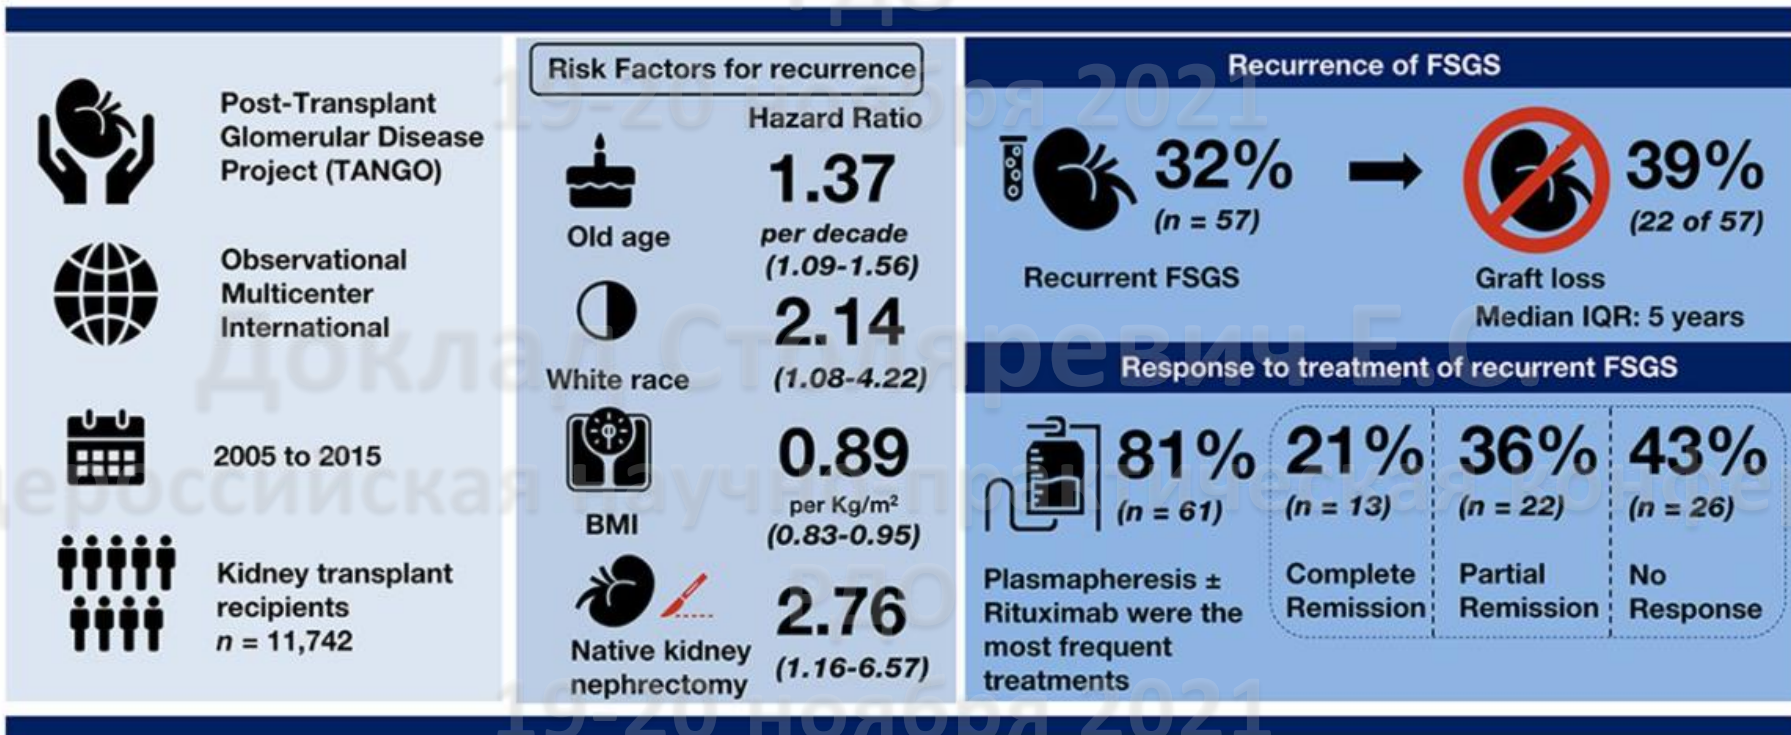 Post-Transplant
Glomerular Disease
Project (TANGO)
Observational
Multicenter
International
2005 to 2015
Kidney transplant
recipients
n = 11,742
Risk Factors for recurrence
Hazard Ratio
Old age
1.37
per decade
(1.09-1.56)
White race
2.14
(1.08-4.22)
BMI
0.89
per Kg/m²
(0.83-0.95)
Native kidney
nephrectomy
2.76
(1.16-6.57)
Recurrence of FSGS
32%
(n = 57)
Recurrent FSGS
39%
(22 of 57)
Graft loss
Median IQR: 5 years
Response to treatment of recurrent FSGS
81%
(n = 61)
Plasmapheresis ±
Rituximab were the
most frequent
treatments
21%
(n = 13)
Complete
Remission
36%
(n = 22)
Partial
Remission
43%
(n = 26)
No
Response
РДО
19-20 ноября 2021
Доклад Столяревич Е.С.
РДО
19-20 ноября 2021